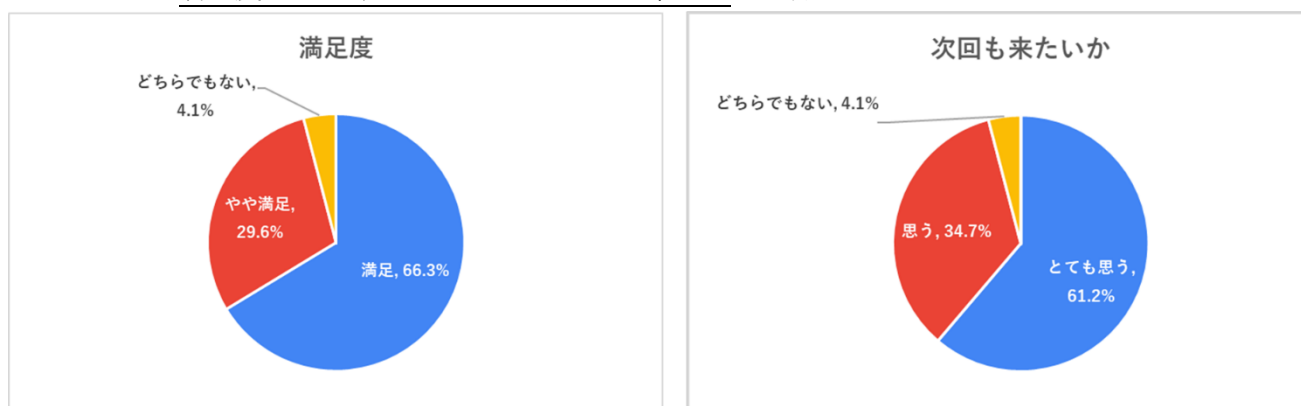 満足度
どちらでもない,
4.1%
やや満足,
29.6%
満足, 66.3%
次回も来たいか
どちらでもない, 4.1%
思う, 34.7%
とても思う,
61.2%